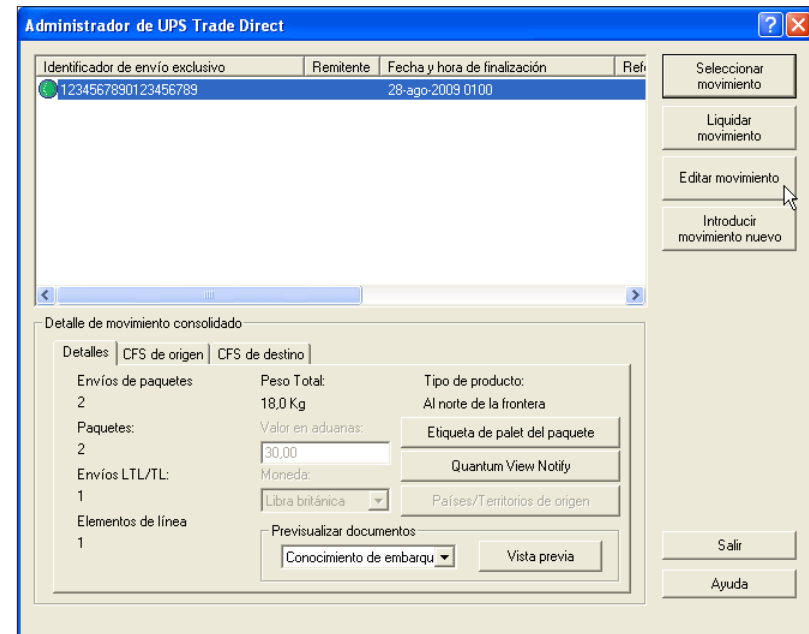 Administrador de UPS Trade Direct
Identificador de envío exclusivo Remitente Fecha y hora de finalización Refe
1234567890123456789 28-ago-2009 0100
Seleccionar
movimiento
Liquidar
movimiento
Editar movimiento
Introducir
movimiento nuevo
Detalle de movimiento consolidado
Detalles CFS de origen CFS de destino
Envíos de paquetes Peso Total: Tipo de producto:
2 18,0 Kg Al norte de la frontera
Paquetes: Valor en aduanas: Etiqueta de palet del paquete
2 30,00
Envíos LTL/TL: Moneda: Quantum View Notify
1 Libra británica Países/Territorios de origen
Elementos de línea
1
Previsualizar documentos
Conocimiento de embarqu Vista previa
Salir
Ayuda